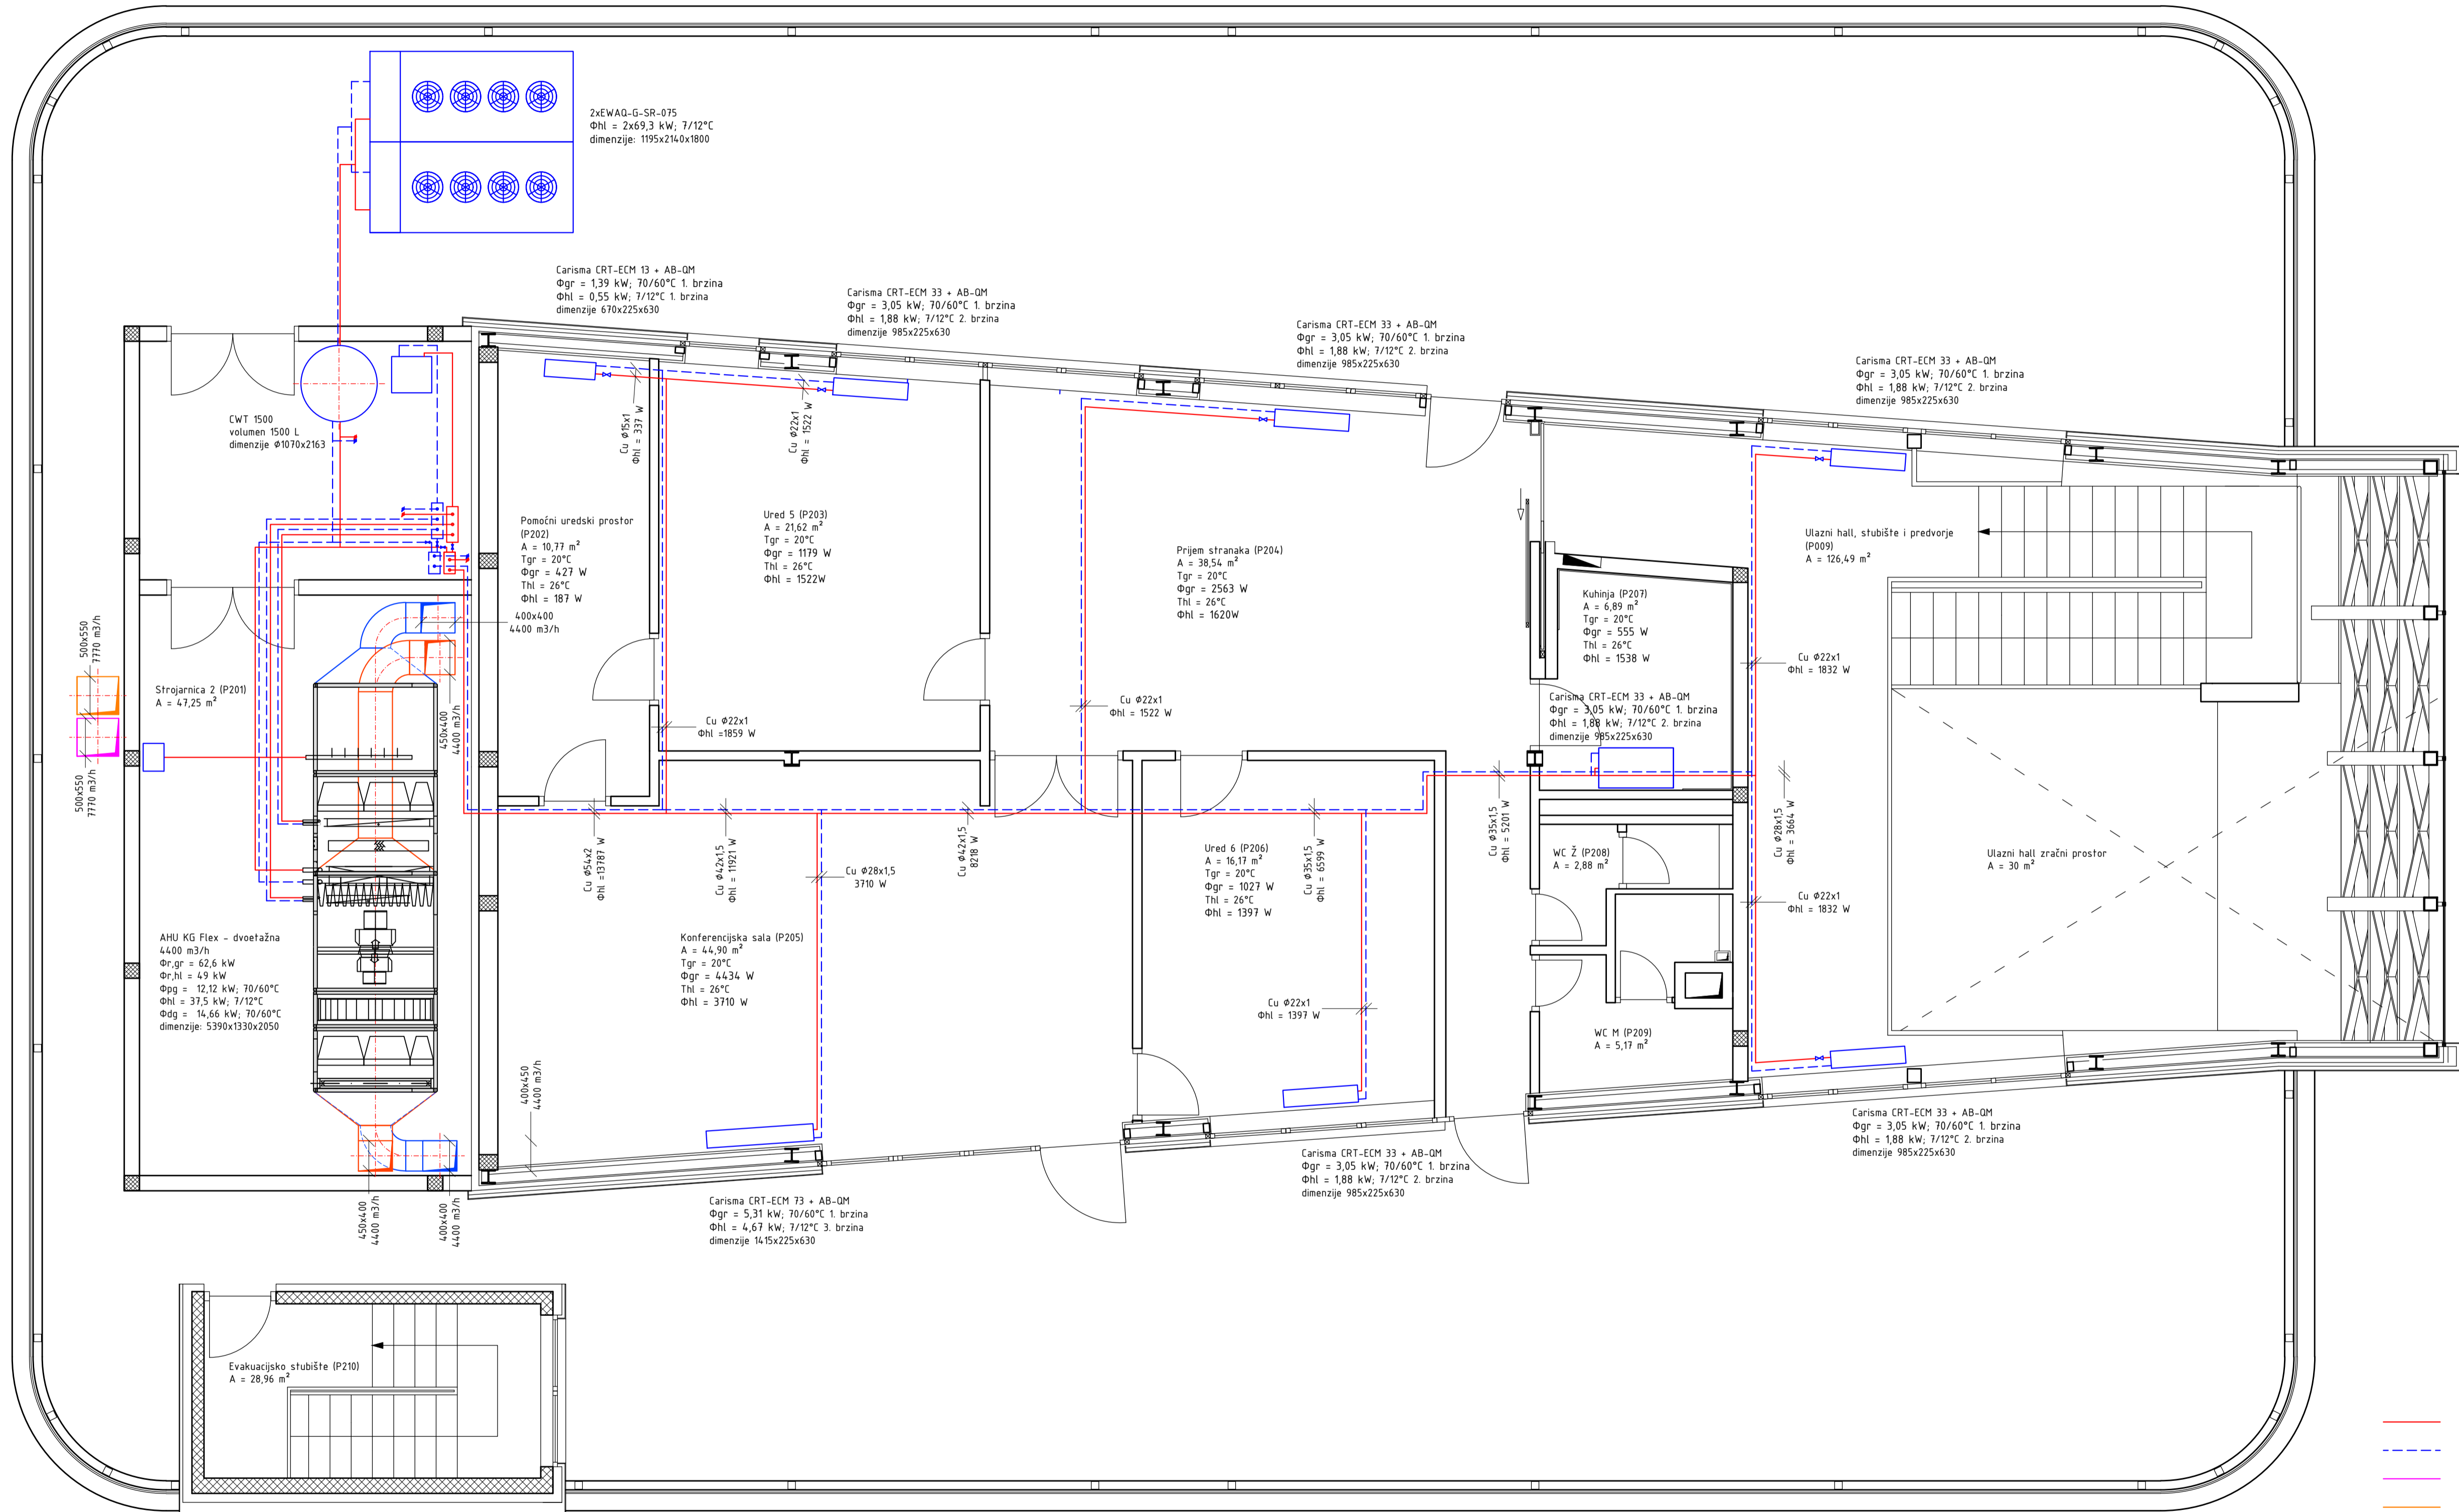 2xEWAQ-G-SR-075
Φhl = 2x69,3 kW; 7/12°C
dimenzije: 1195x2140x1800
Carisma CRT-ECM 13 + AB-QM
Φgr = 1,39 kW; 70/60°C 1. brzina
Φhl = 0,55 kW; 7/12°C 1. brzina
dimenzije 670x225x630
Carisma CRT-ECM 33 + AB-QM
Φgr = 3,05 kW; 70/60°C 1. brzina
Φhl = 1,88 kW; 7/12°C 2. brzina
dimenzije 985x225x630
Carisma CRT-ECM 33 + AB-QM
Φgr = 3,05 kW; 70/60°C 1. brzina
Φhl = 1,88 kW; 7/12°C 2. brzina
dimenzije 985x225x630
Carisma CRT-ECM 33 + AB-QM
Φgr = 3,05 kW; 70/60°C 1. brzina
Φhl = 1,88 kW; 7/12°C 2. brzina
dimenzije 985x225x630
CWT 1500
volumen 1500 L
dimenzije Ø1070x2163
Cu Ø15x1
Φhl = 337 W
Cu Ø22x1
Φhl = 1522 W
Pomoćni uredski prostor
(P202)
A = 10,77 m²
Tgr = 20°C
Φgr = 427 W
Thl = 26°C
Φhl = 187 W
Ured 5 (P203)
A = 21,62 m²
Tgr = 20°C
Φgr = 1179 W
Thl = 26°C
Φhl = 1522W
Prijem stranaka (P204)
A = 38,54 m²
Tgr = 20°C
Φgr = 2563 W
Thl = 26°C
Φhl = 1620W
Ulazni hall, stubište i predvorje
(P009)
A = 126,49 m²
Kuhinja (P207)
A = 6,89 m²
Tgr = 20°C
Φgr = 555 W
Thl = 26°C
Φhl = 1538 W
400x400
4400 m3/h
500x550
7770 m3/h
Strojarnica 2 (P201)
A = 47,25 m²
450x400
4400 m3/h
500x550
7770 m3/h
Cu Ø22x1
Φhl =1859 W
Cu Ø22x1
Φhl = 1522 W
Carisma CRT-ECM 33 + AB-QM
Φgr = 3,05 kW; 70/60°C 1. brzina
Φhl = 1,88 kW; 7/12°C 2. brzina
dimenzije 985x225x630
Cu Ø22x1
Φhl = 1832 W
Cu Ø54x2
Φhl =13787 W
Cu Ø42x1,5
Φhl = 11921 W
Cu Ø28x1,5
3710 W
Cu Ø42x1,5
8218 W
Ured 6 (P206)
A = 16,17 m²
Tgr = 20°C
Φgr = 1027 W
Thl = 26°C
Φhl = 1397 W
Cu Ø35x1,5
Φhl = 6599 W
Cu Ø35x1,5
Φhl = 5201 W
WC Ž (P208)
A = 2,88 m²
Cu Ø28x1,5
Φhl = 3664 W
Ulazni hall zračni prostor
A = 30 m²
Cu Ø22x1
Φhl = 1832 W
AHU KG Flex - dvoetažna
4400 m3/h
Φr,gr = 62,6 kW
Φr,hl = 49 kW
Φpg =  12,12 kW; 70/60°C
Φhl = 37,5 kW; 7/12°C
Φdg =  14,66 kW; 70/60°C
dimenzije: 5390x1330x2050
Konferencijska sala (P205)
A = 44,90 m²
Tgr = 20°C
Φgr = 4434 W
Thl = 26°C
Φhl = 3710 W
Cu Ø22x1
Φhl = 1397 W
WC M (P209)
A = 5,17 m²
400x450
4400 m3/h
450x400
4400 m3/h
400x400
4400 m3/h
Carisma CRT-ECM 73 + AB-QM
Φgr = 5,31 kW; 70/60°C 1. brzina
Φhl = 4,67 kW; 7/12°C 3. brzina
dimenzije 1415x225x630
Carisma CRT-ECM 33 + AB-QM
Φgr = 3,05 kW; 70/60°C 1. brzina
Φhl = 1,88 kW; 7/12°C 2. brzina
dimenzije 985x225x630
Carisma CRT-ECM 33 + AB-QM
Φgr = 3,05 kW; 70/60°C 1. brzina
Φhl = 1,88 kW; 7/12°C 2. brzina
dimenzije 985x225x630
Evakuacijsko stubište (P210)
A = 28,96 m²